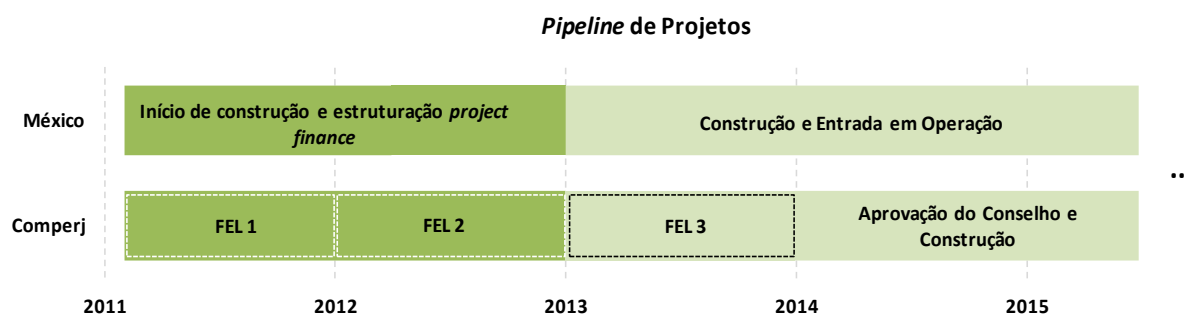 Pipeline de Projetos
México
Início de construção e estruturação project
finance
Construção e Entrada em Operação
..
Comperj
FEL 1
FEL 2
FEL 3
Aprovação do Conselho e
Construção
2011
2012
2013
2014
2015